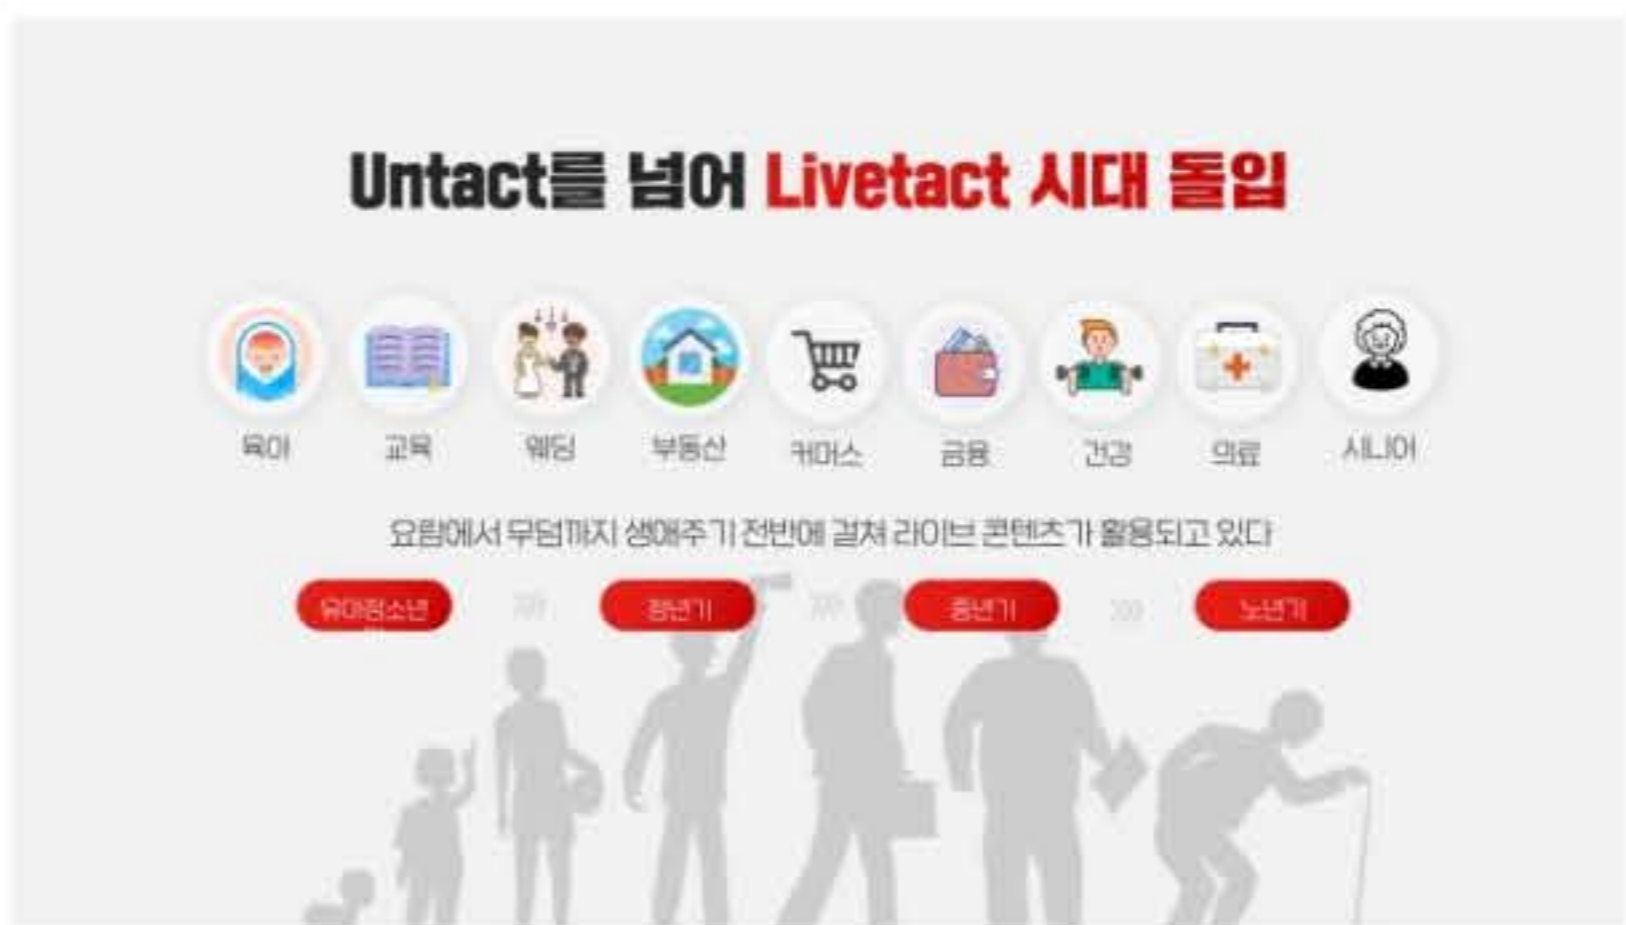 Untact를 넘어 Livetact 시대 돌입
육아 교육 웨딩 부동산 커머스 금융 건강 의료 시니어
요람에서 무덤까지 생애주기 전반에 걸쳐 라이브 콘텐츠가 활용되고 있다
유아청소년 청년기 중년기 노년기